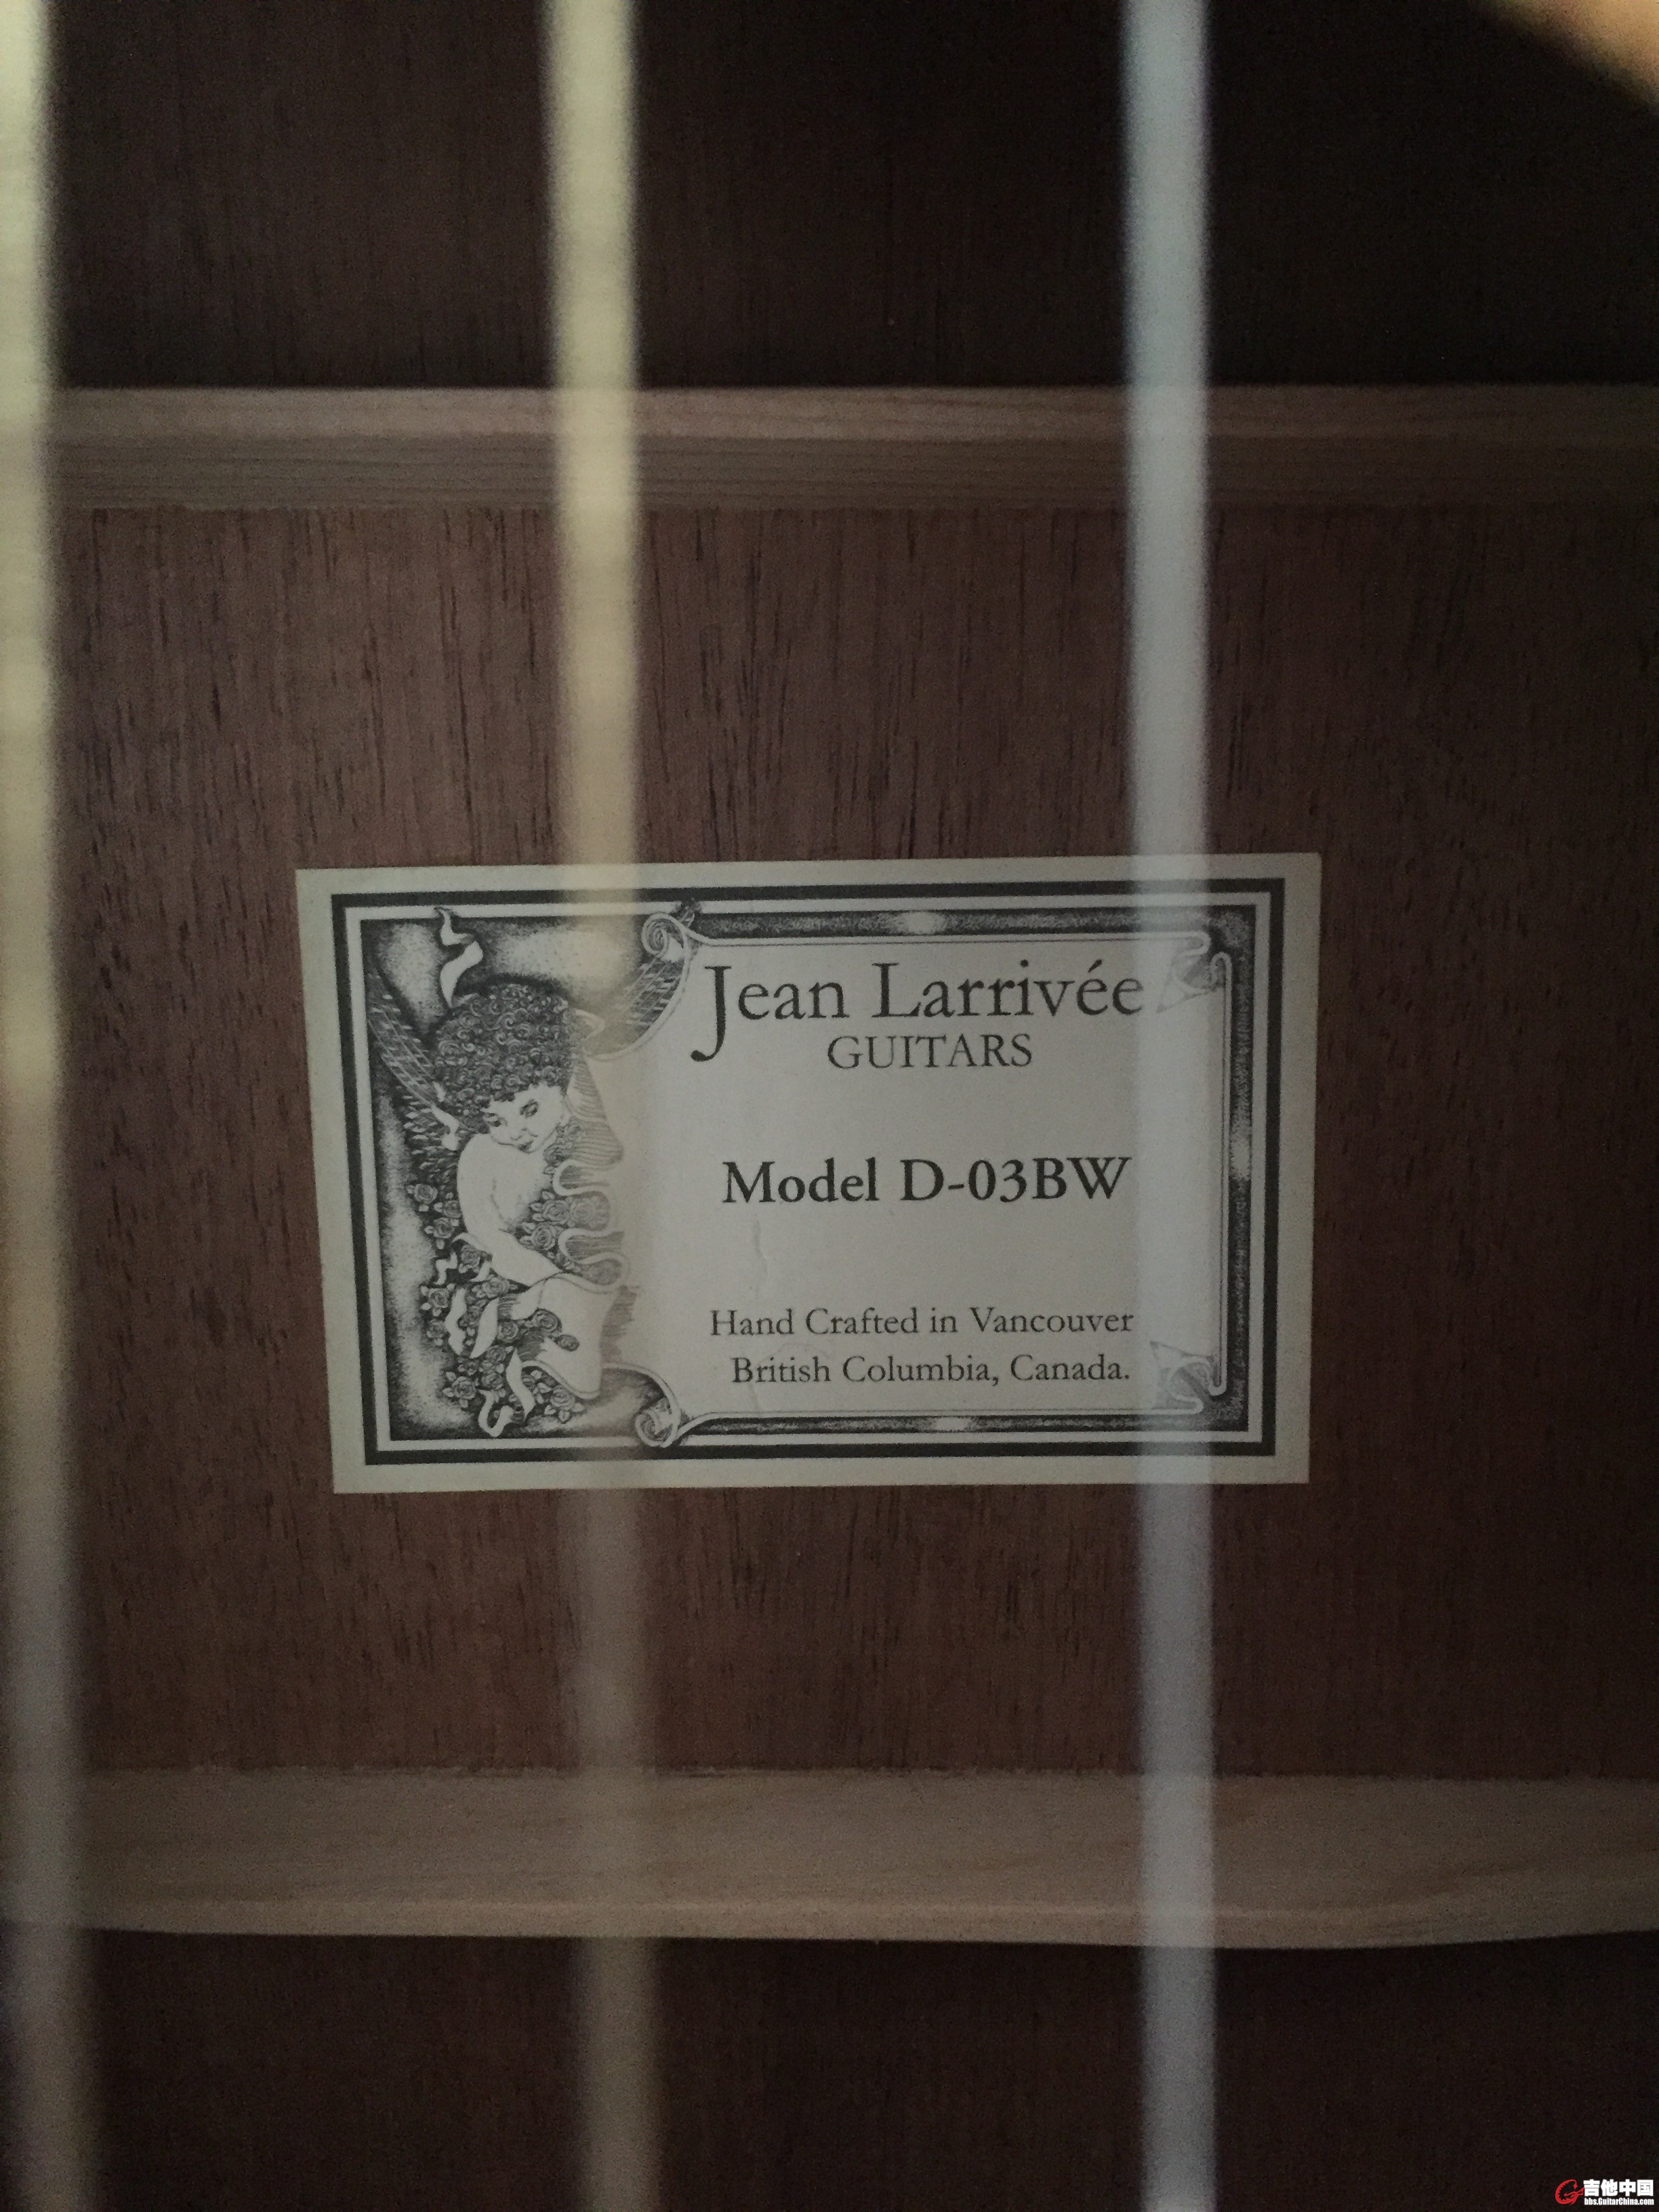 Jean Larrivée
GUITARS
Model D-03BW
Hand Crafted in Vancouver
British Columbia, Canada.
吉他中国
bbs.GuitarChina.com